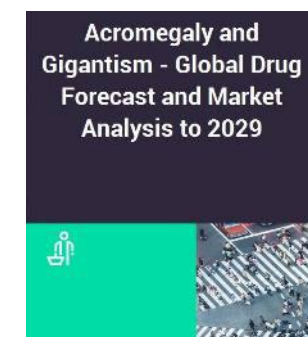 Acromegaly and
Gigantism - Global Drug
Forecast and Market
Analysis to 2029